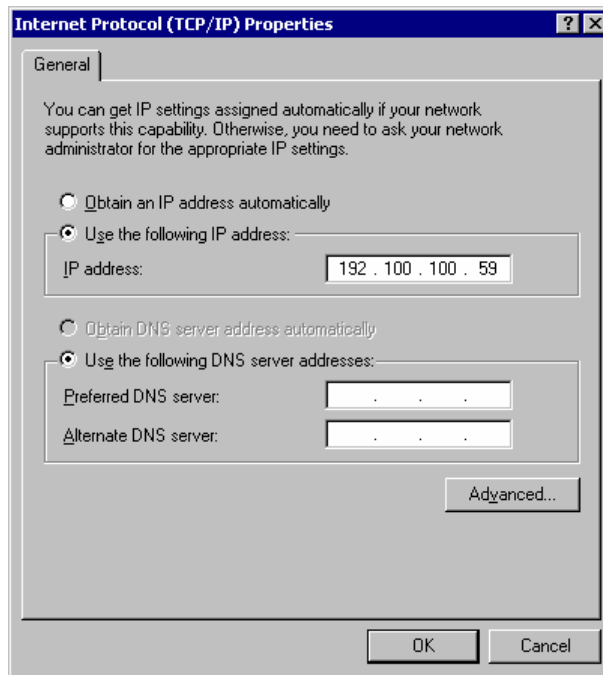 Internet Protocol (TCP/IP) Properties
General
You can get IP settings assigned automatically if your network
supports this capability. Otherwise, you need to ask your network
administrator for the appropriate IP settings.
Obtain an IP address automatically
Use the following IP address:
IP address: 192 . 100 . 100 . 59
Obtain DNS server address automatically
Use the following DNS server addresses:
Preferred DNS server: . . .
Alternate DNS server: . . .
Advanced...
OK Cancel